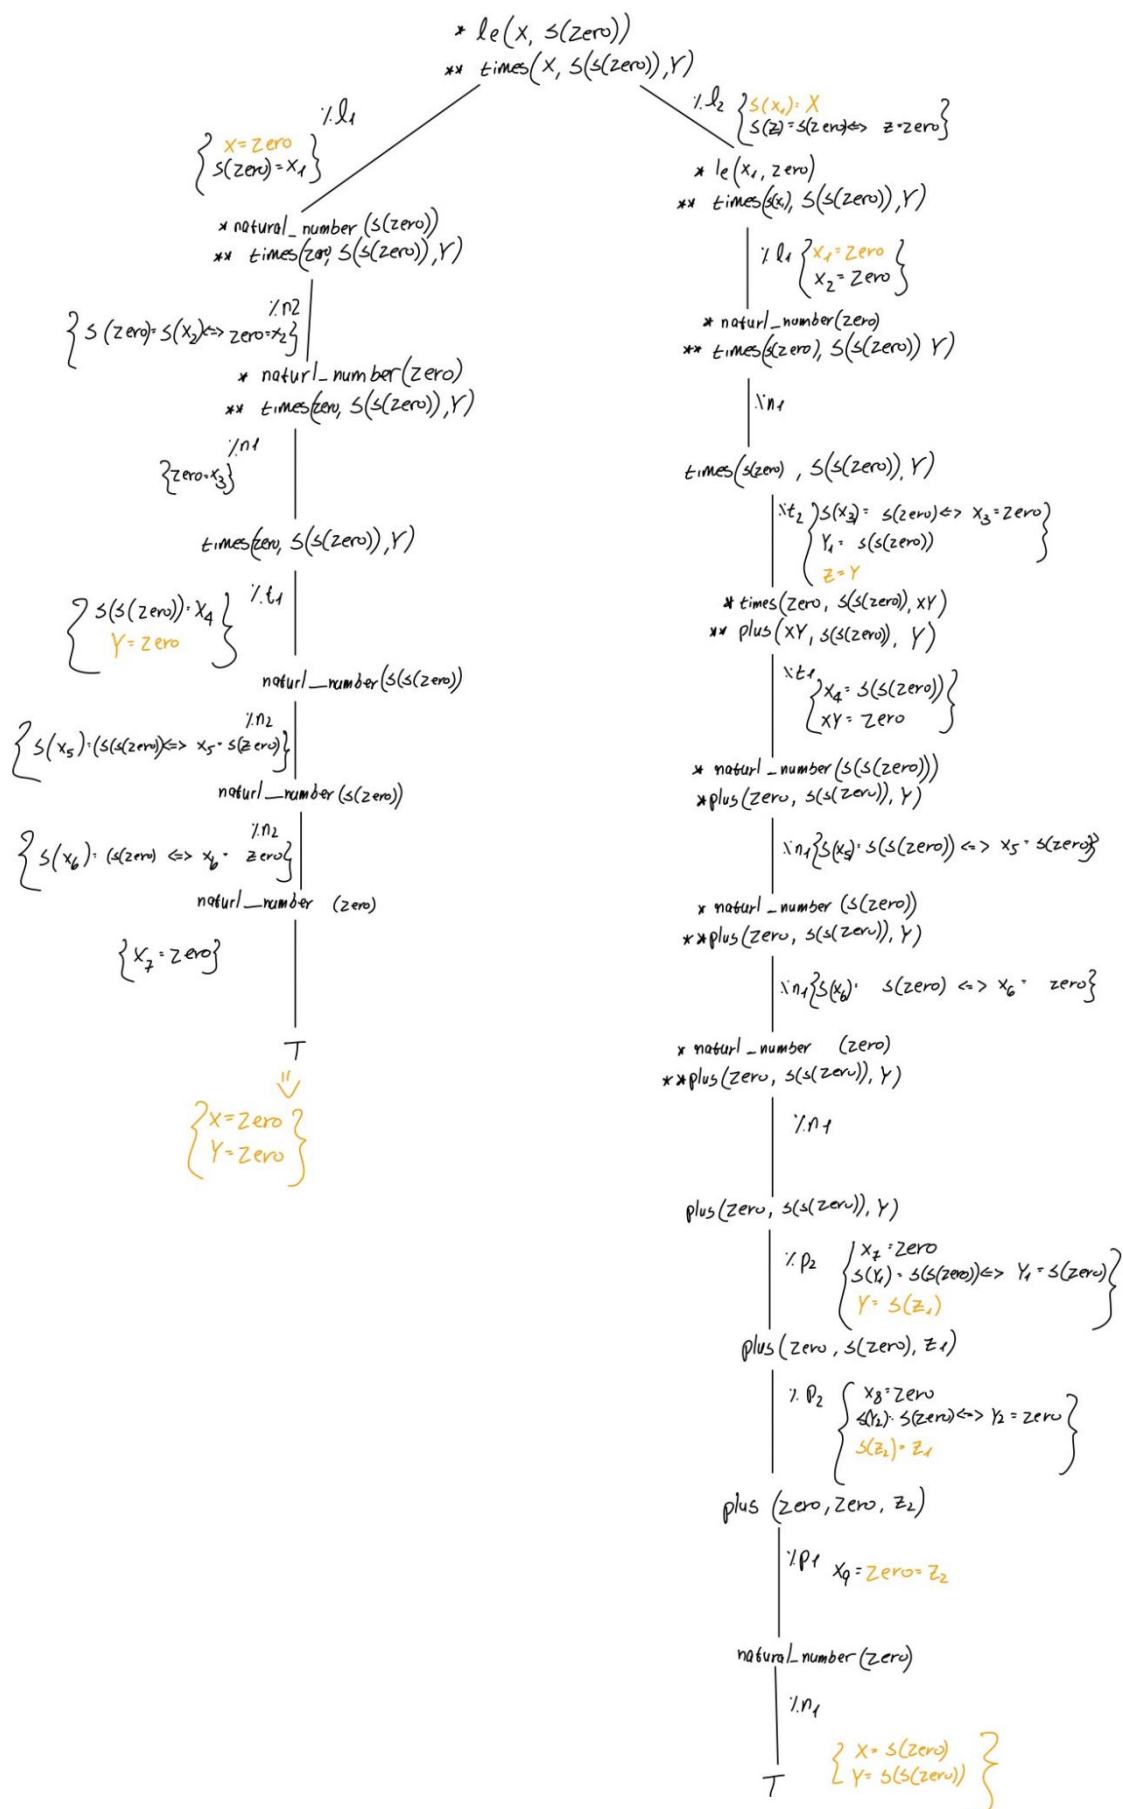 * le(X, s(zero))
** times(X, s(s(zero)),Y)
%l1
{ X=zero
s(zero)=x1 }
* natural_number(s(zero))
** times(zero, s(s(zero)),Y)
%n2
{ s(zero)=s(x2)<=> zero=x2 }
* naturl_number(zero)
** times(zero, s(s(zero)),Y)
%n1
{zero=x3}
times(zero, s(s(zero)),Y)
%t1
{ s(s(zero))=x4
Y=zero }
naturl_number(s(s(zero))
%n2
{ s(x5)=(s(s(zero))<=> x5=s(zero)}
naturl_number(s(zero))
%n2
{ s(x6)=(s(zero) <=> x6= zero}
naturl_number (zero)
{x7=zero}
T
{ X=zero
Y=zero }
%l2 { s(x1)=X
s(z)=s(zero)<=> z=zero }
* le(x1, zero)
** times(s(x1), s(s(zero)),Y)
%l1 { x1=zero
x2=zero }
* naturl_number(zero)
** times(s(zero), s(s(zero)) Y)
%n1
times(s(zero) , s(s(zero)), Y)
%t2 { s(x3)= s(zero)<=> x3=zero
Y1= s(s(zero))
z=Y }
* times(zero, s(s(zero)), xY)
** plus(xY, s(s(zero)), Y)
%t1
{ x4= s(s(zero))
xY= zero }
* naturl_number(s(s(zero)))
*plus(zero, s(s(zero)), Y)
%n1{s(x5)=s(s(zero)) <=> x5=s(zero)}
* naturl_number (s(zero))
**plus(zero, s(s(zero)), Y)
%n1{s(x6)= s(zero) <=> x6= zero}
* naturl_number (zero)
**plus(zero, s(s(zero)), Y)
%n1
plus(zero, s(s(zero)), Y)
%p2 { x7=zero
s(Y1)=s(s(zero))<=> Y1=s(zero)
Y= s(z1) }
plus(zero, s(zero), z1)
%p2 { x8=zero
s(Y2)=s(zero)<=> Y2=zero
s(z2)=z1 }
plus (zero,zero, z2)
%p1 x9=zero=z2
natural_number(zero)
%n1
T
{ X=s(zero)
Y=s(s(zero)) }